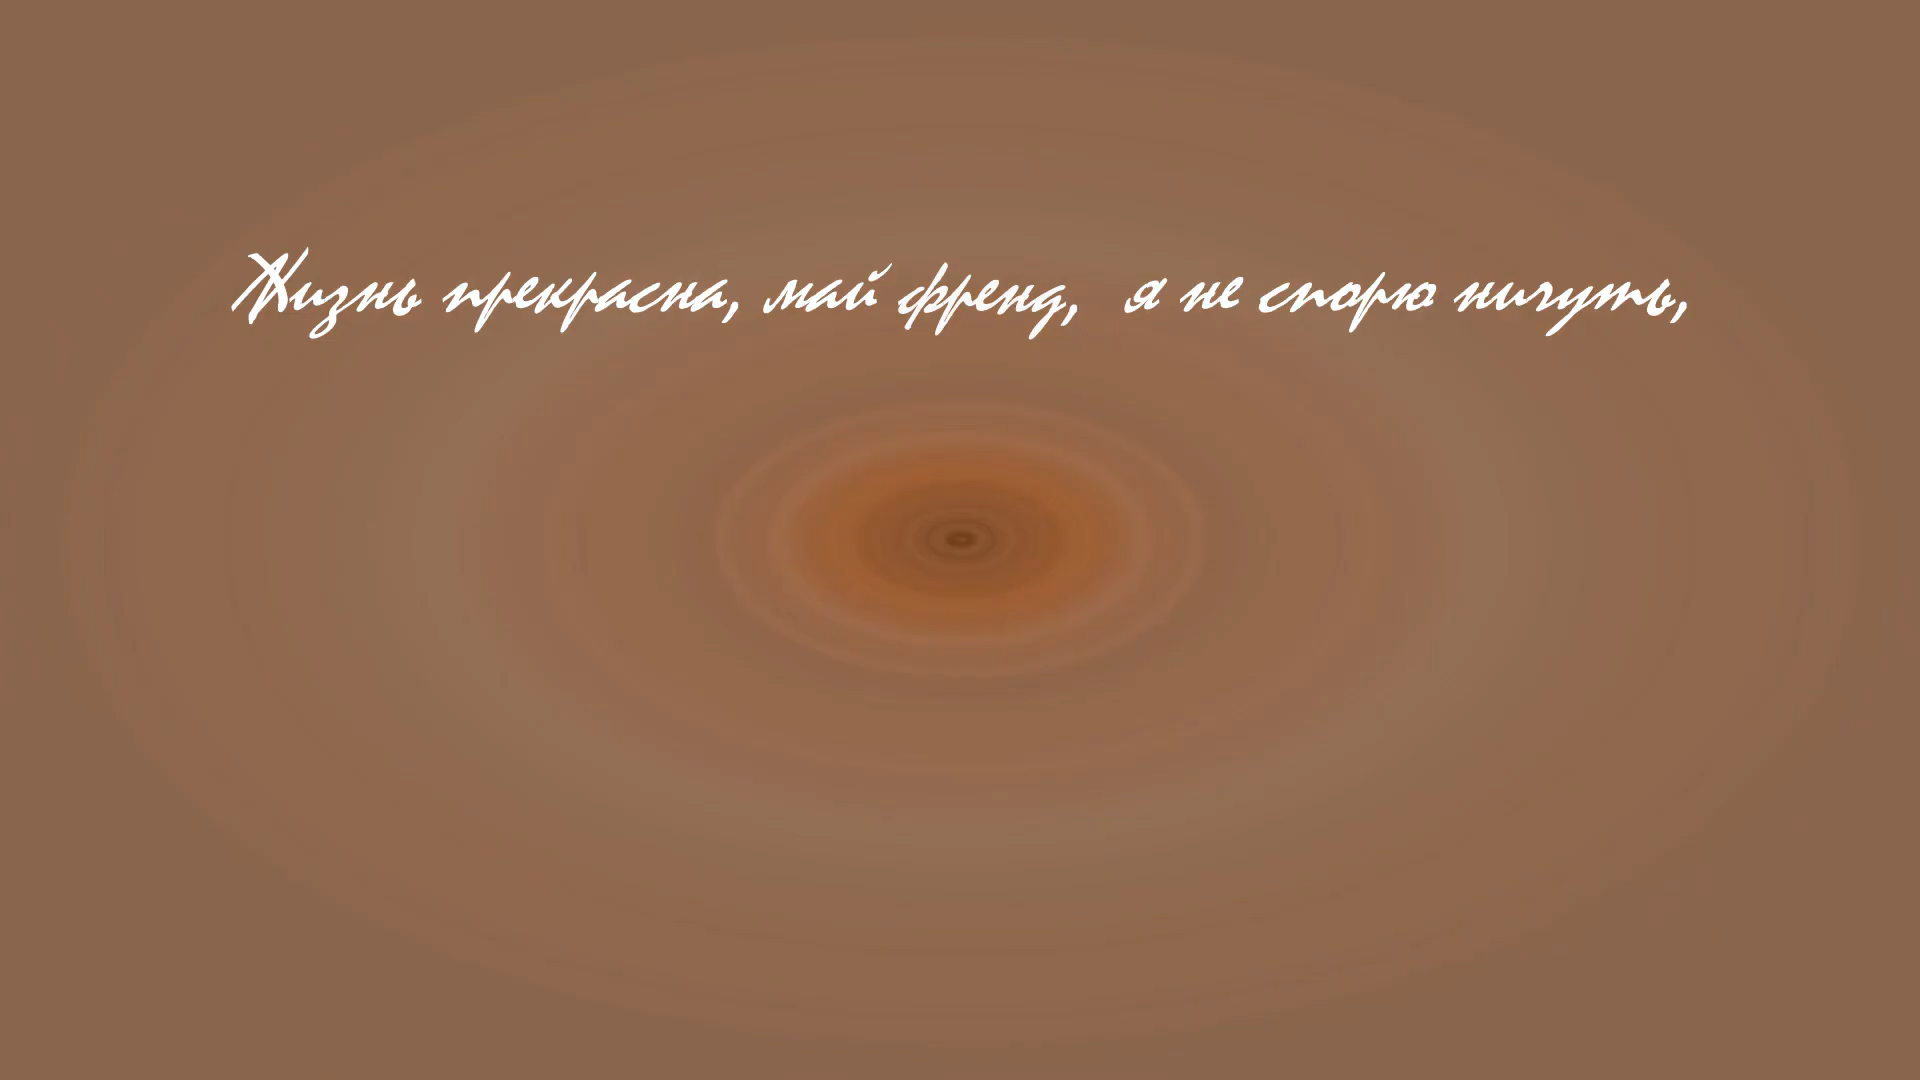 Жизнь прекрасна, май френд, я не спорю ничуть,